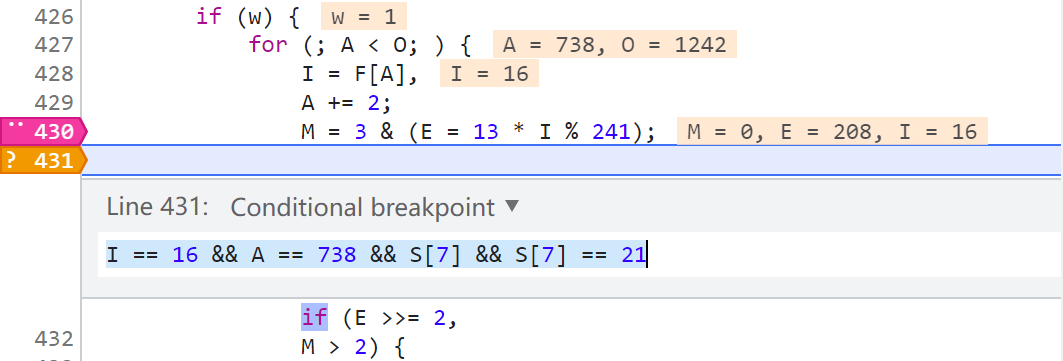 426 if (w) { w = 1
427 for (; A < O; ) { A = 738, O = 1242
428 I = F[A], I = 16
429 A += 2;
430 M = 3 & (E = 13 * I % 241); M = 0, E = 208, I = 16
? 431
Line 431: Conditional breakpoint ▼
I == 16 && A == 738 && S[7] && S[7] == 21
if (E >>= 2,
432 M > 2) {